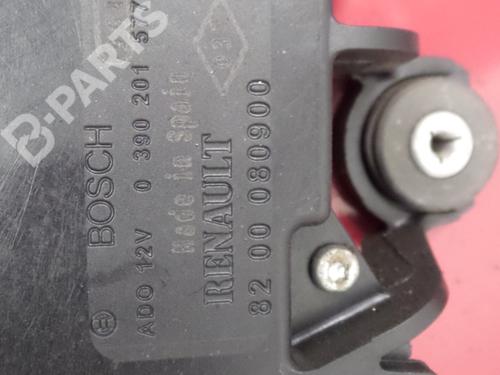 BOSCH
ADO 12V 0 390 201 577
Made in Spain
RENAULT
82 00 080900
B-PARTS